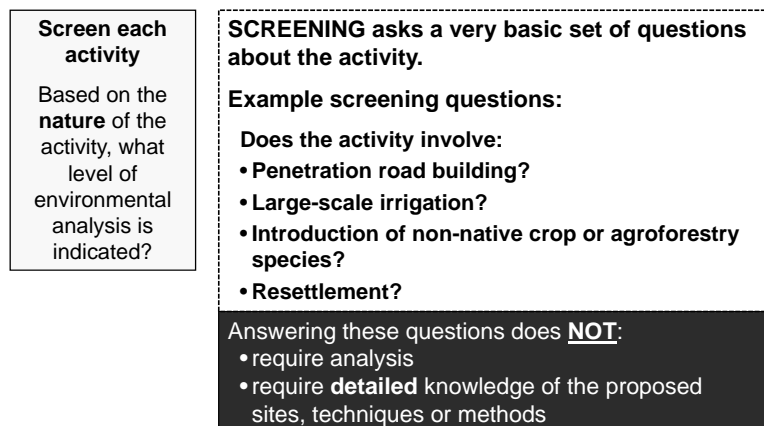 Screen each
activity
Based on the
nature of the
activity, what
level of
environmental
analysis is
indicated?
SCREENING asks a very basic set of questions
about the activity.
Example screening questions:
Does the activity involve:
• Penetration road building?
• Large-scale irrigation?
• Introduction of non-native crop or agroforestry
species?
• Resettlement?
Answering these questions does NOT:
• require analysis
• require detailed knowledge of the proposed
sites, techniques or methods